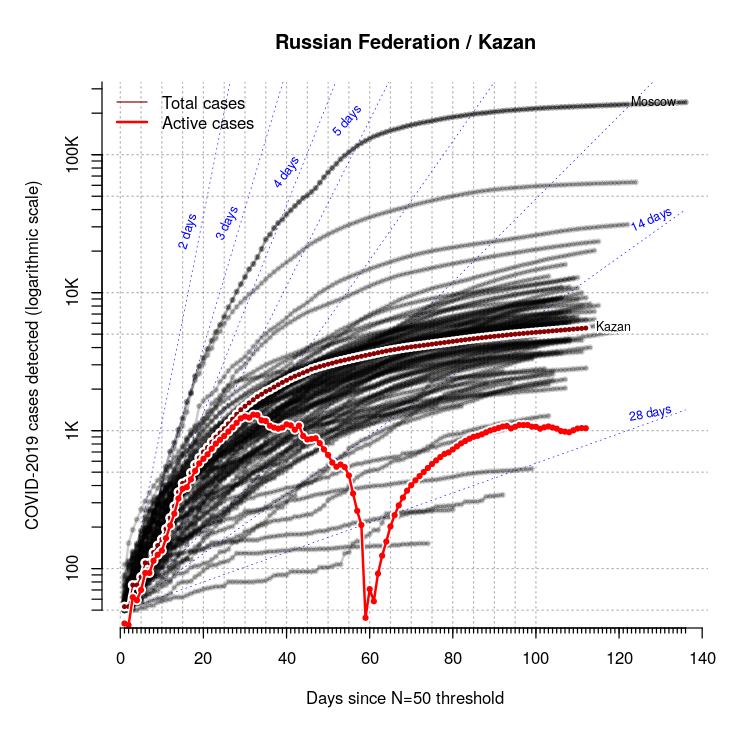 Russian Federation / Kazan
Total cases
Active cases
2 days
3 days
4 days
5 days
14 days
28 days
Moscow
Kazan
COVID-2019 cases detected (logarithmic scale)
100K
10K
1K
100
0 20 40 60 80 100 120 140
Days since N=50 threshold